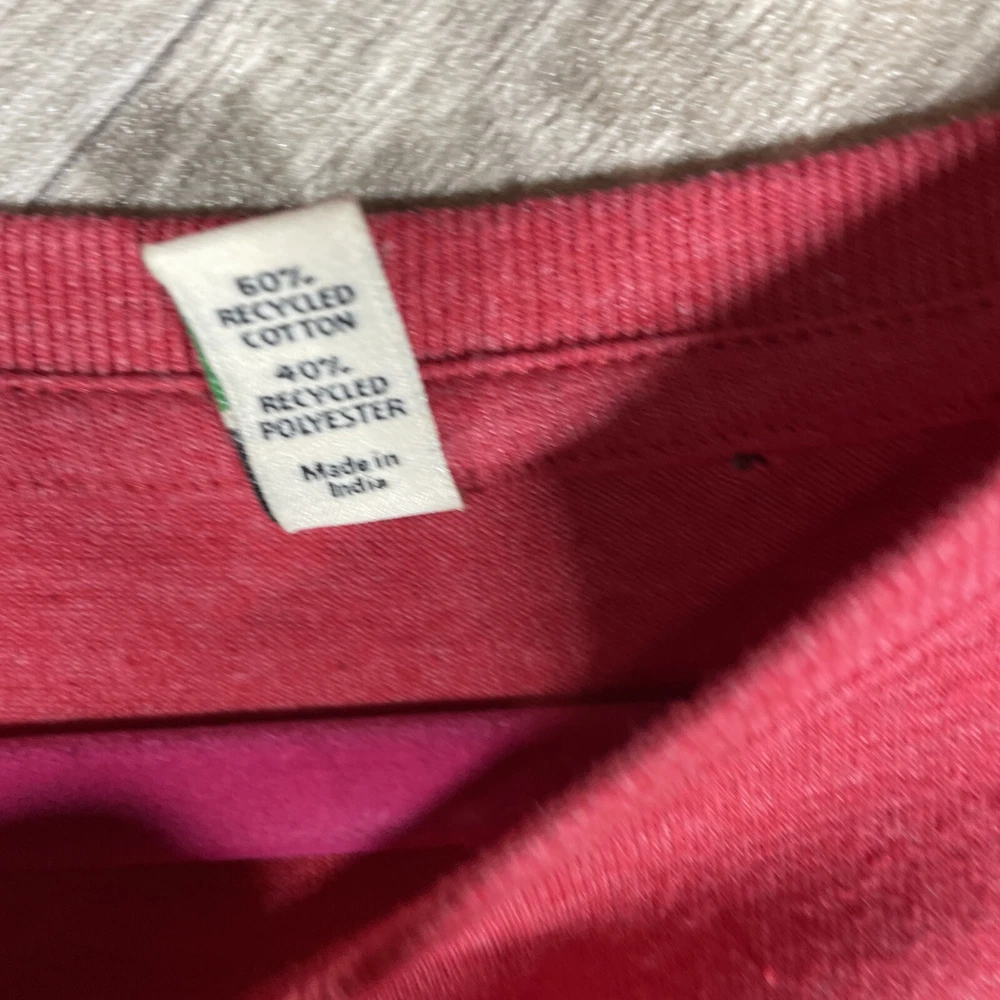 60%
RECYCLED
COTTON
40%
RECYCLED
POLYESTER
Made in
India